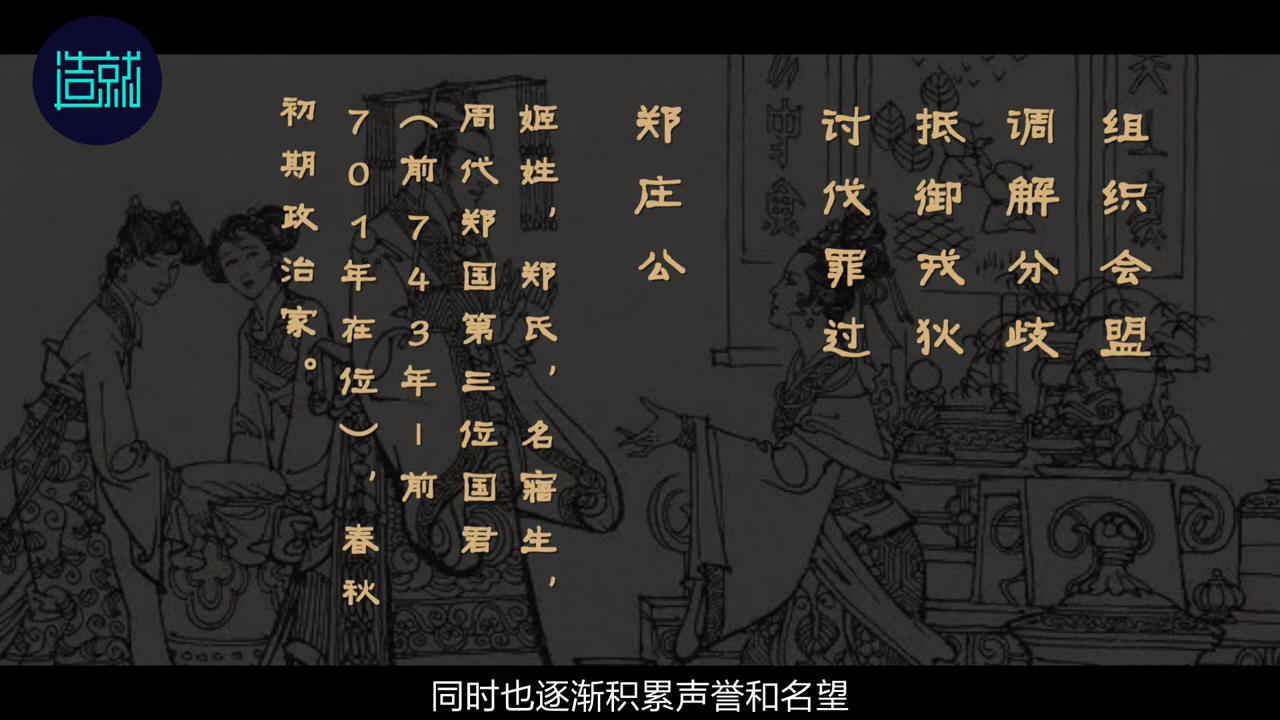 造就
组织会盟
调解分歧
抵御戎狄
讨伐罪过
郑庄公
姬姓，郑氏，名寤生，
周代郑国第三位国君
（前743年-前
701年在位），春秋
初期政治家。
同时也逐渐积累声誉和名望